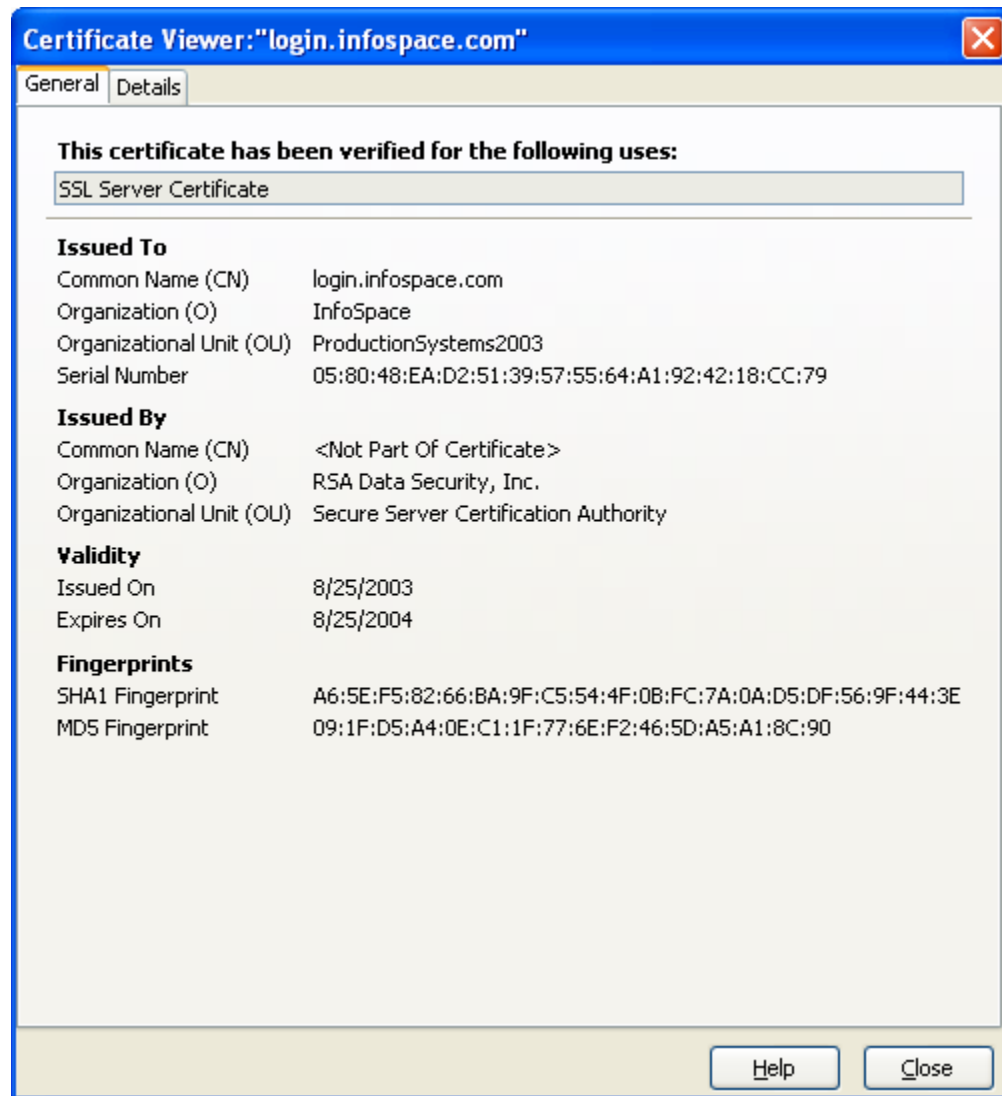 Certificate Viewer:"login.infospace.com"
General Details
This certificate has been verified for the following uses:
SSL Server Certificate
Issued To
Common Name (CN) login.infospace.com
Organization (O) InfoSpace
Organizational Unit (OU) ProductionSystems2003
Serial Number 05:80:48:EA:D2:51:39:57:55:64:A1:92:42:18:CC:79
Issued By
Common Name (CN) <Not Part Of Certificate>
Organization (O) RSA Data Security, Inc.
Organizational Unit (OU) Secure Server Certification Authority
Validity
Issued On 8/25/2003
Expires On 8/25/2004
Fingerprints
SHA1 Fingerprint A6:5E:F5:82:66:BA:9F:C5:54:4F:0B:FC:7A:0A:D5:DF:56:9F:44:3E
MD5 Fingerprint 09:1F:D5:A4:0E:C1:1F:77:6E:F2:46:5D:A5:A1:8C:90
Help Close